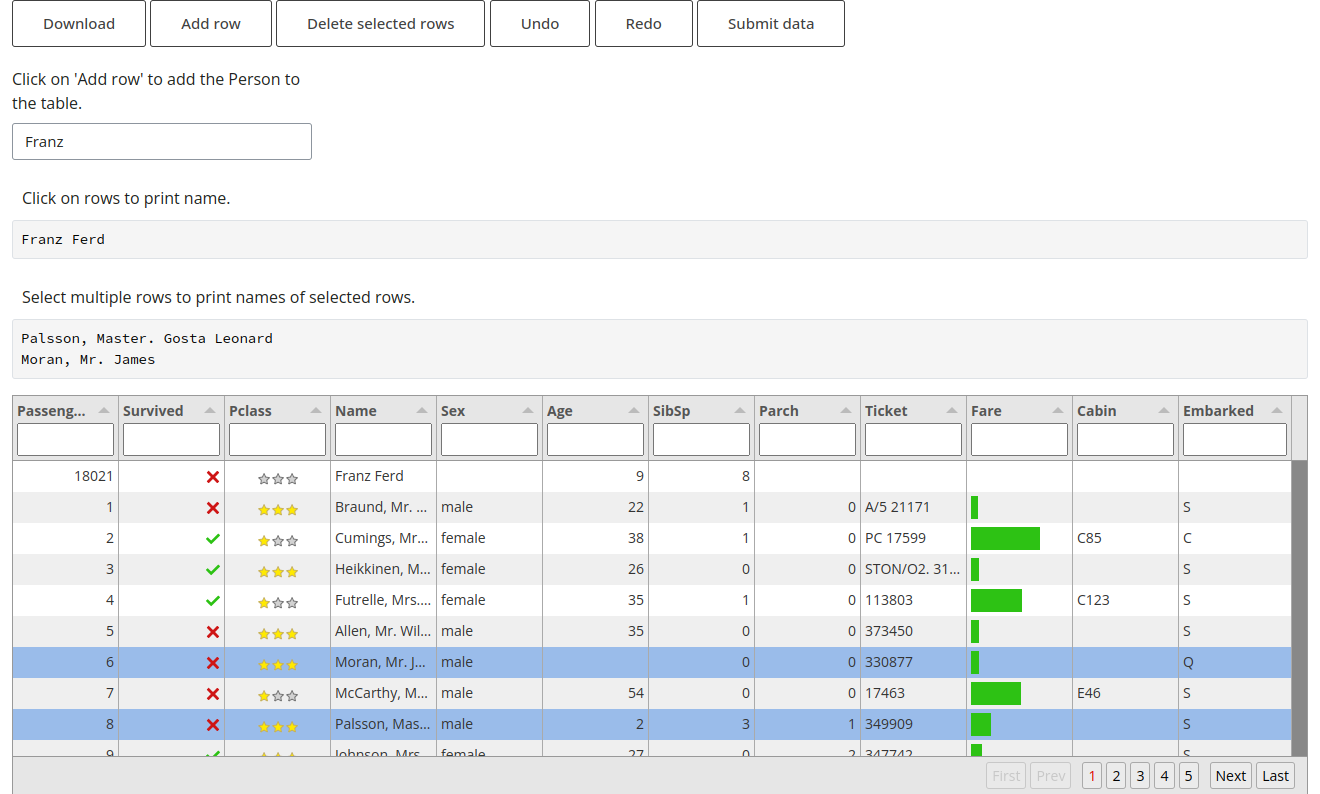 Download Add row Delete selected rows Undo Redo Submit data
Click on 'Add row' to add the Person to
the table.
Franz
Click on rows to print name.
Franz Ferd
Select multiple rows to print names of selected rows.
Palsson, Master. Gosta Leonard
Moran, Mr. James
Passeng... Survived Pclass Name Sex Age SibSp Parch Ticket Fare Cabin Embarked
18021 Franz Ferd 9 8
1 Braund, Mr. ... male 22 1 0 A/5 21171 S
2 Cumings, Mr... female 38 1 0 PC 17599 C85 C
3 Heikkinen, M... female 26 0 0 STON/O2. 31... S
4 Futrelle, Mrs.... female 35 1 0 113803 C123 S
5 Allen, Mr. Wil... male 35 0 0 373450 S
6 Moran, Mr. J... male 0 0 330877 Q
7 McCarthy, M... male 54 0 0 17463 E46 S
8 Palsson, Mas... male 2 3 1 349909 S
9 Johnson, Mrs... female 27 0 2 347742 S
First Prev 1 2 3 4 5 Next Last